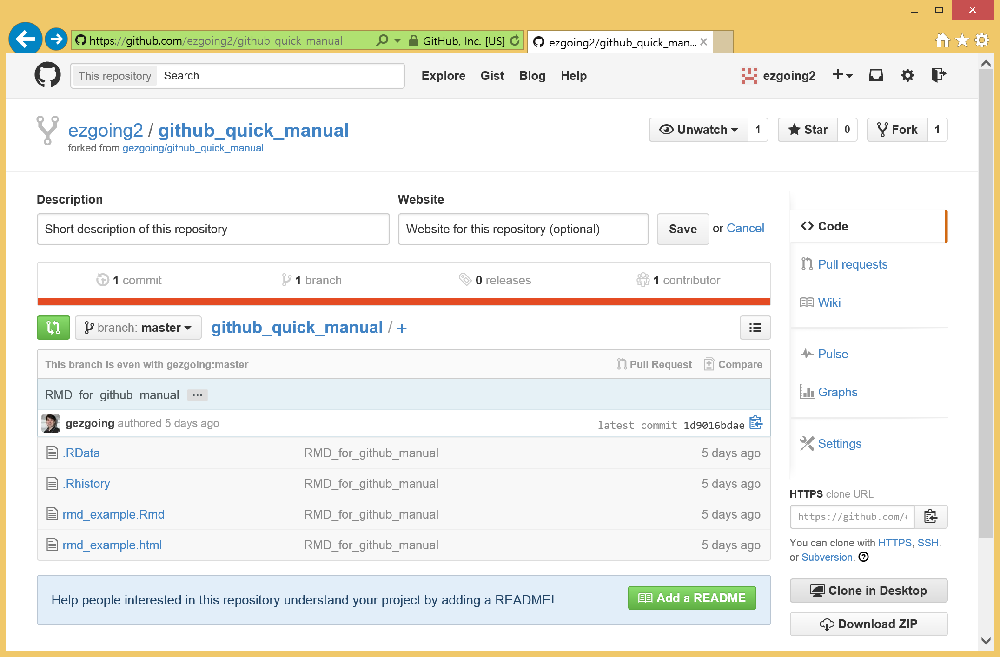 https://github.com/ezgoing2/github_quick_manual GitHub, Inc. [US] ezgoing2/github_quick_man...
This repository Search Explore Gist Blog Help ezgoing2
ezgoing2 / github_quick_manual Unwatch 1 Star 0 Fork 1
forked from gezgoing/github_quick_manual
Description Website
Short description of this repository Website for this repository (optional) Save or Cancel
Code
Pull requests
Wiki
Pulse
Graphs
Settings
1 commit 1 branch 0 releases 1 contributor
branch: master github_quick_manual / +
This branch is even with gezgoing:master Pull Request Compare
RMD_for_github_manual ...
gezgoing authored 5 days ago latest commit 1d9016bdae
.RData RMD_for_github_manual 5 days ago
.Rhistory RMD_for_github_manual 5 days ago
rmd_example.Rmd RMD_for_github_manual 5 days ago
rmd_example.html RMD_for_github_manual 5 days ago
HTTPS clone URL
https://github.com/
You can clone with HTTPS, SSH,
or Subversion.
Clone in Desktop
Download ZIP
Help people interested in this repository understand your project by adding a README! Add a README